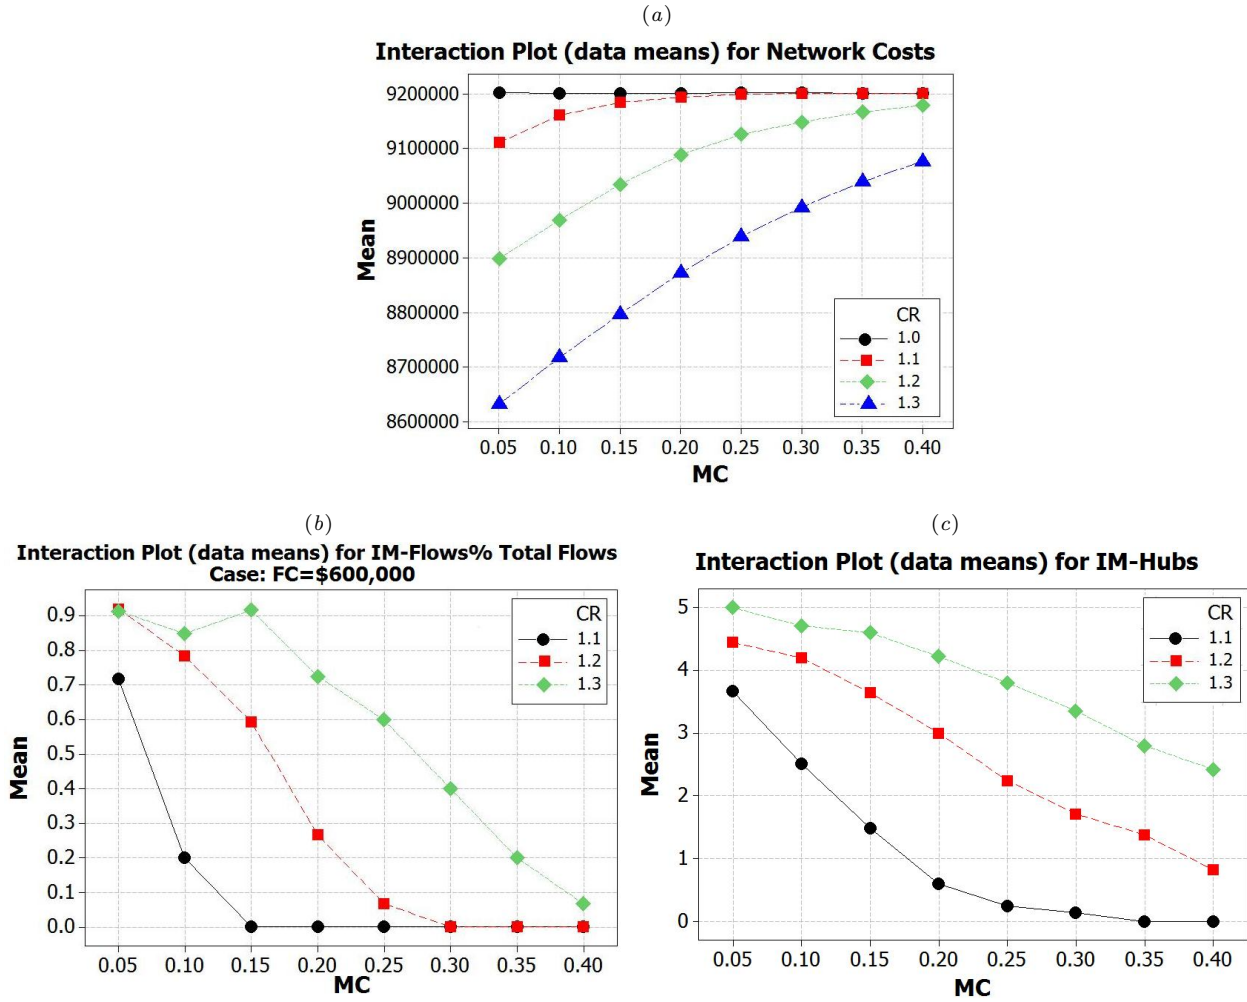 (a)
Interaction Plot (data means) for Network Costs
9200000
9100000
9000000
8900000
8800000
8700000
8600000
Mean
CR
1.0
1.1
1.2
1.3
0.05 0.10 0.15 0.20 0.25 0.30 0.35 0.40
MC
(b)
Interaction Plot (data means) for IM-Flows% Total Flows
Case: FC=$600,000
0.9
0.8
0.7
0.6
0.5
0.4
0.3
0.2
0.1
0.0
Mean
CR
1.1
1.2
1.3
0.05 0.10 0.15 0.20 0.25 0.30 0.35 0.40
MC
(c)
Interaction Plot (data means) for IM-Hubs
5
4
3
2
1
0
Mean
CR
1.1
1.2
1.3
0.05 0.10 0.15 0.20 0.25 0.30 0.35 0.40
MC